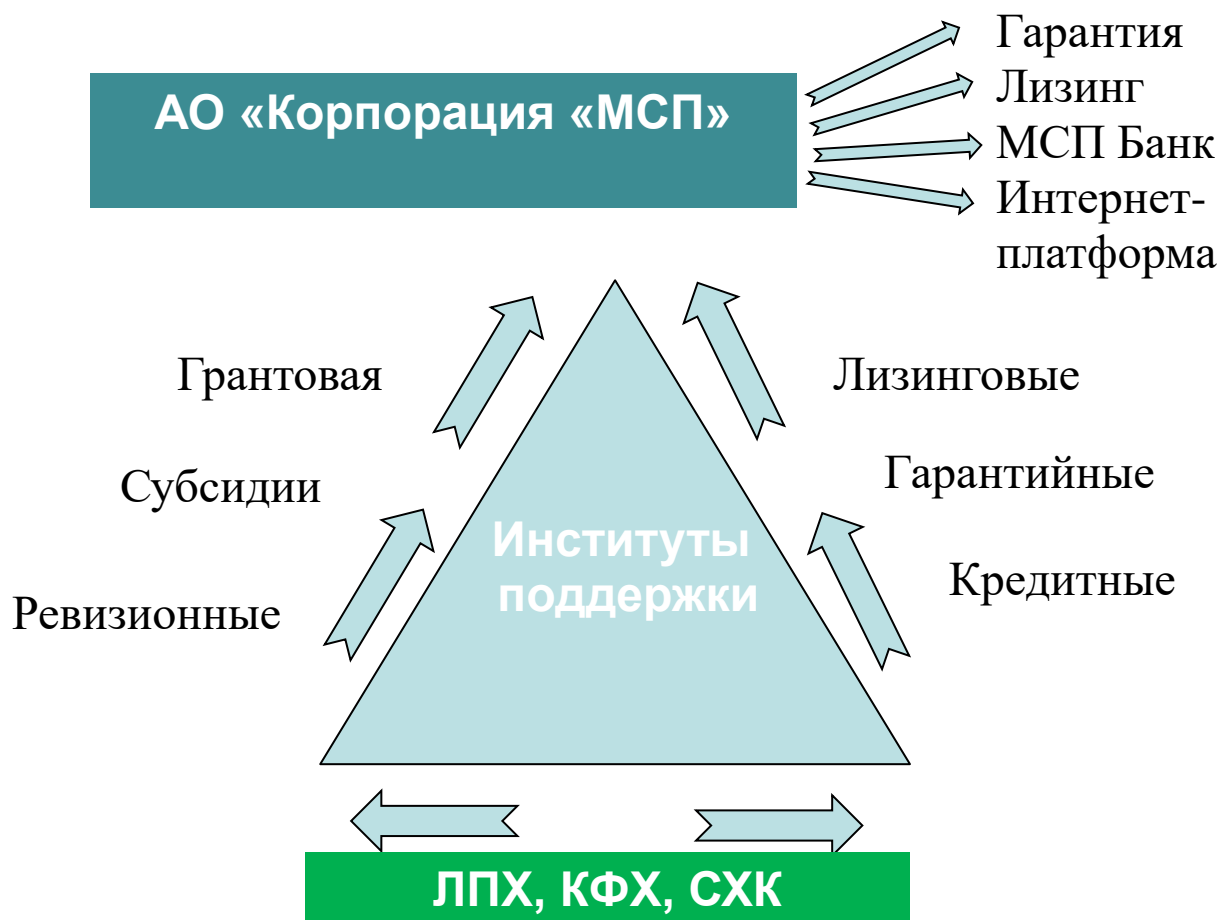 Гарантия
Лизинг
МСП Банк
Интернет-
платформа
АО «Корпорация «МСП»
Грантовая
Субсидии
Ревизионные
Лизинговые
Гарантийные
Кредитные
Институты
поддержки
ЛПХ, КФХ, СХК